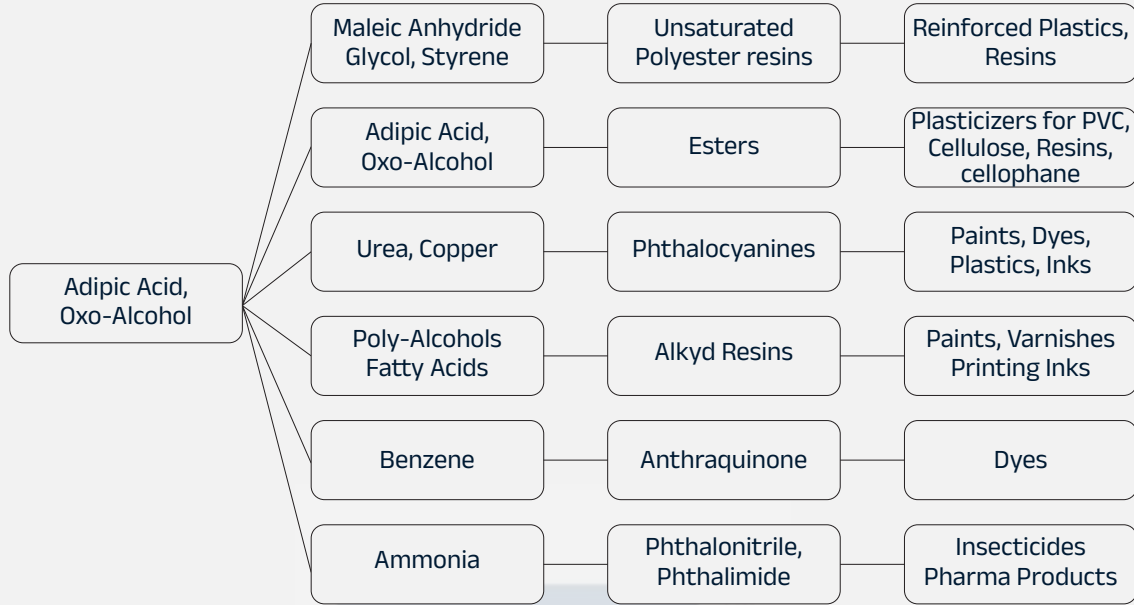 Maleic Anhydride
Glycol, Styrene
Unsaturated
Polyester resins
Reinforced Plastics,
Resins
Adipic Acid,
Oxo-Alcohol
Esters
Plasticizers for PVC,
Cellulose, Resins,
cellophane
Urea, Copper
Phthalocyanines
Paints, Dyes,
Plastics, Inks
Adipic Acid,
Oxo-Alcohol
Poly-Alcohols
Fatty Acids
Alkyd Resins
Paints, Varnishes
Printing Inks
Benzene
Anthraquinone
Dyes
Ammonia
Phthalonitrile,
Phthalimide
Insecticides
Pharma Products